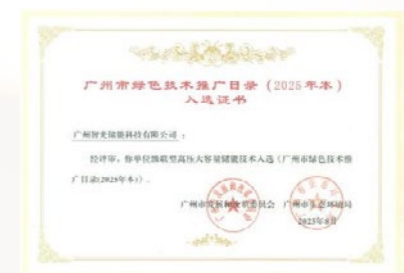 广州市绿色技术推广目录（2025年本）
入选证书
广州智光储能科技有限公司：
经评审，你单位级联型高压大容量储能技术入选《广州市绿色技术推
广目录(2025年本)》.
广州市发展和改革委员会 广州市生态环境局
2025年8月